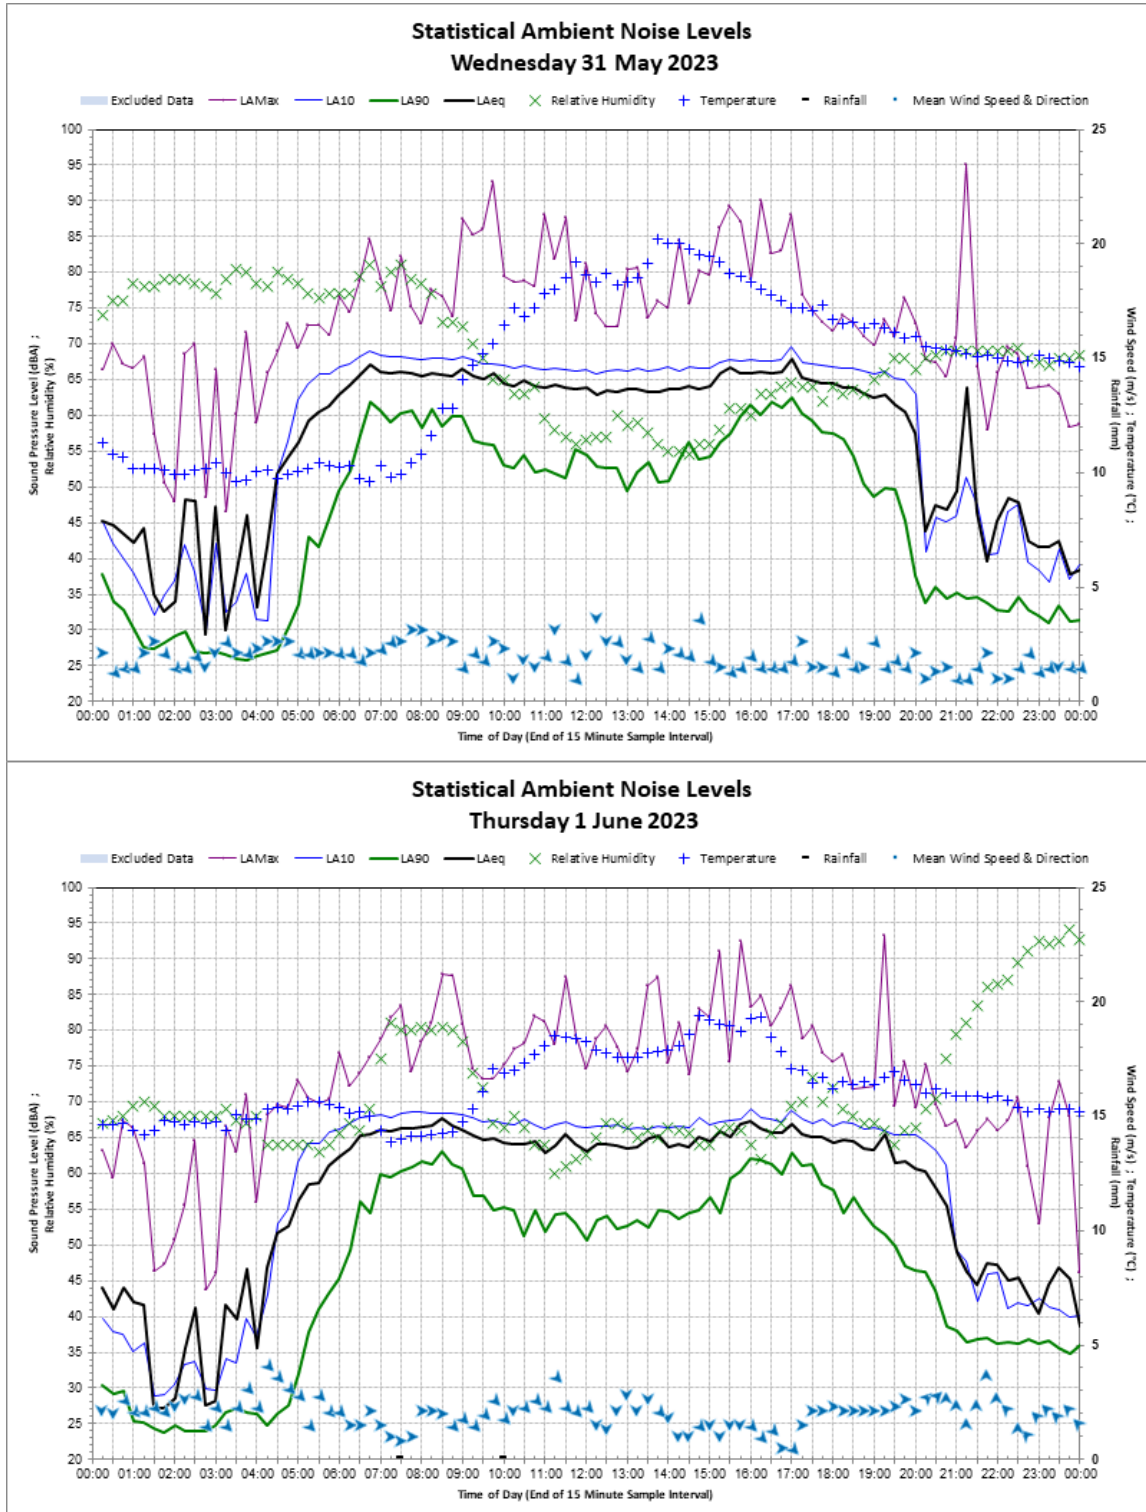 Statistical Ambient Noise Levels
Wednesday 31 May 2023
Excluded Data LAMax LA10 LA90 LAeq Relative Humidity Temperature Rainfall Mean Wind Speed & Direction
100
95
90
85
80
75
70
65
60
55
50
45
40
35
30
25
20
Sound Pressure Level (dBA) ;
Relative Humidity (%)
25
20
15
10
5
0
Wind Speed (m/s) ; Temperature (°C) ;
Rainfall (mm)
00:00 01:00 02:00 03:00 04:00 05:00 06:00 07:00 08:00 09:00 10:00 11:00 12:00 13:00 14:00 15:00 16:00 17:00 18:00 19:00 20:00 21:00 22:00 23:00 00:00
Time of Day (End of 15 Minute Sample Interval)
Statistical Ambient Noise Levels
Thursday 1 June 2023
Excluded Data LAMax LA10 LA90 LAeq Relative Humidity Temperature Rainfall Mean Wind Speed & Direction
100
95
90
85
80
75
70
65
60
55
50
45
40
35
30
25
20
Sound Pressure Level (dBA) ;
Relative Humidity (%)
25
20
15
10
5
0
Wind Speed (m/s) ; Temperature (°C) ;
Rainfall (mm)
00:00 01:00 02:00 03:00 04:00 05:00 06:00 07:00 08:00 09:00 10:00 11:00 12:00 13:00 14:00 15:00 16:00 17:00 18:00 19:00 20:00 21:00 22:00 23:00 00:00
Time of Day (End of 15 Minute Sample Interval)